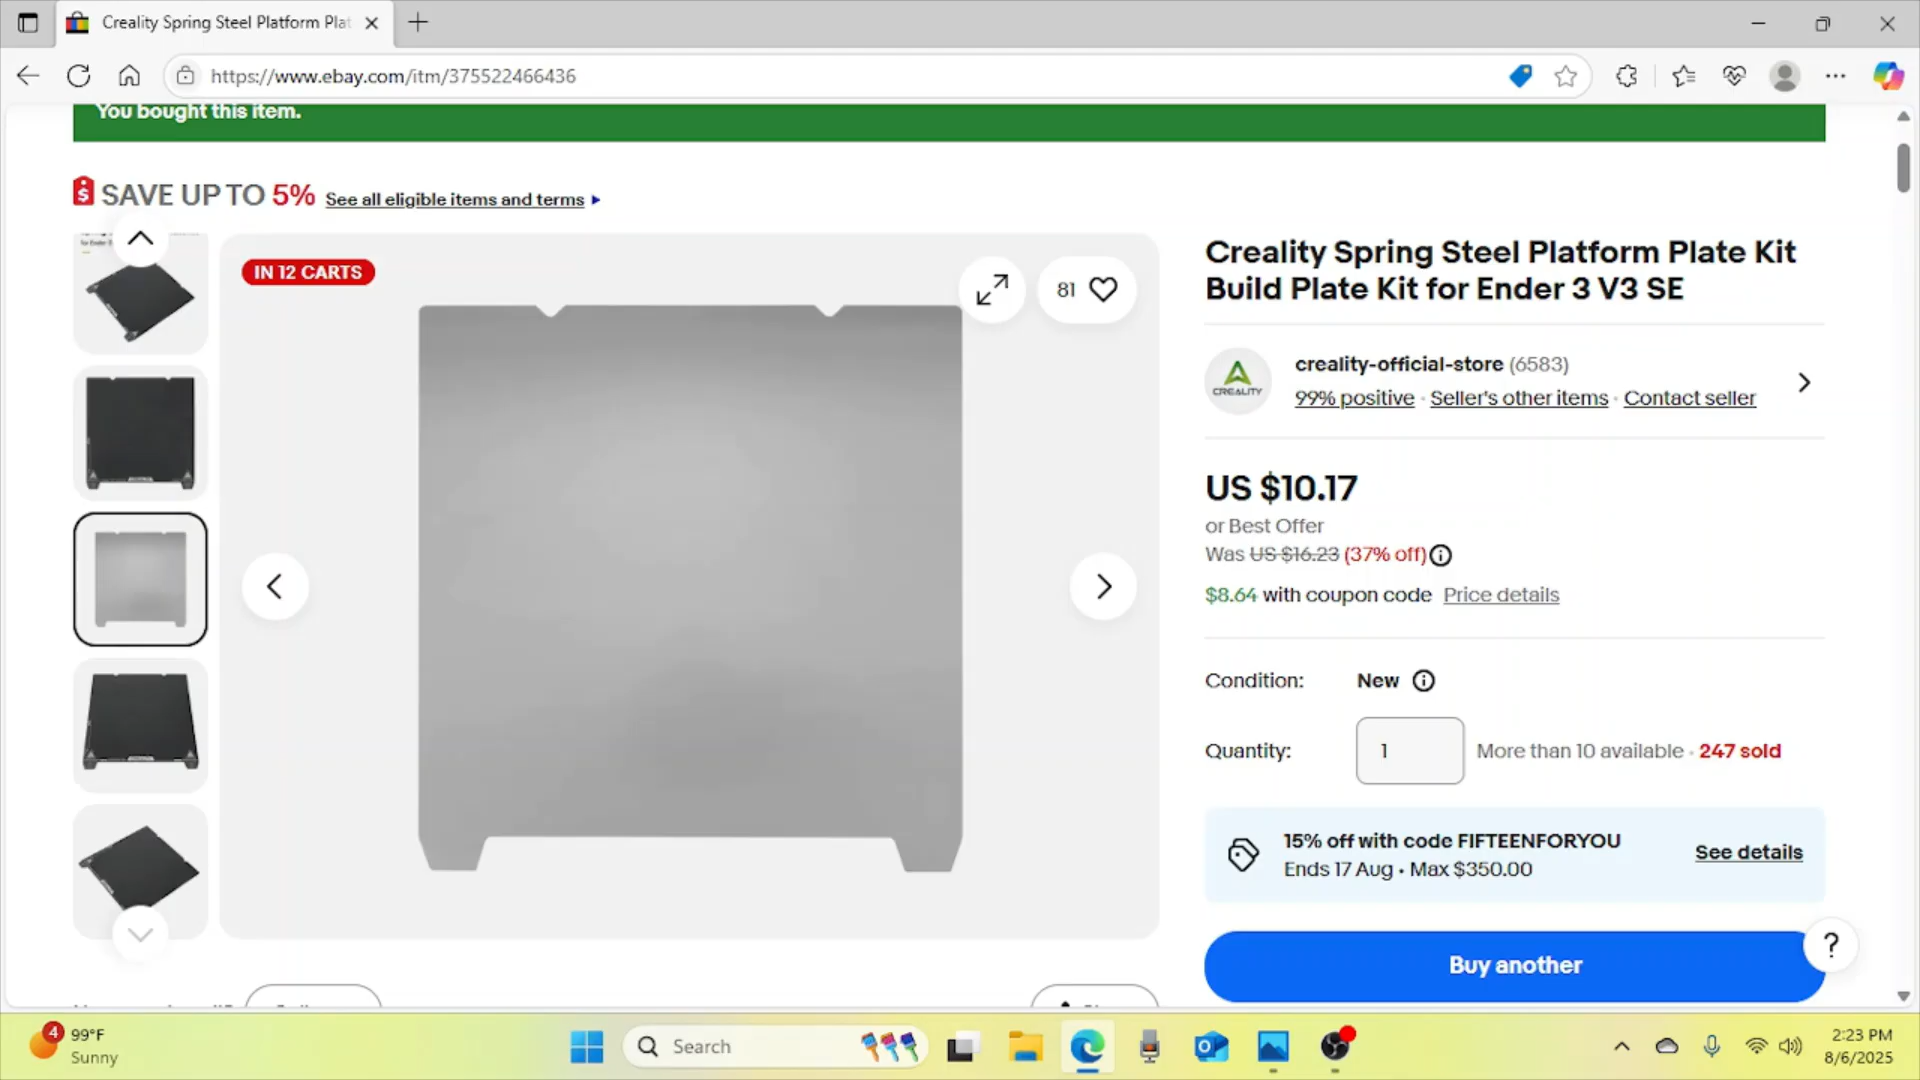 Creality Spring Steel Platform Plat
https://www.ebay.com/itm/375522466436
You bought this item.
SAVE UP TO 5% See all eligible items and terms
IN 12 CARTS
81
Creality Spring Steel Platform Plate Kit
Build Plate Kit for Ender 3 V3 SE
CREALITY
creality-official-store (6583)
99% positive · Seller's other items · Contact seller
US $10.17
or Best Offer
Was US $16.23 (37% off)
$8.64 with coupon code Price details
Condition: New
Quantity: 1 More than 10 available · 247 sold
15% off with code FIFTEENFORYOU
Ends 17 Aug • Max $350.00
See details
Buy another
?
4
99°F
Sunny
Search
2:23 PM
8/6/2025